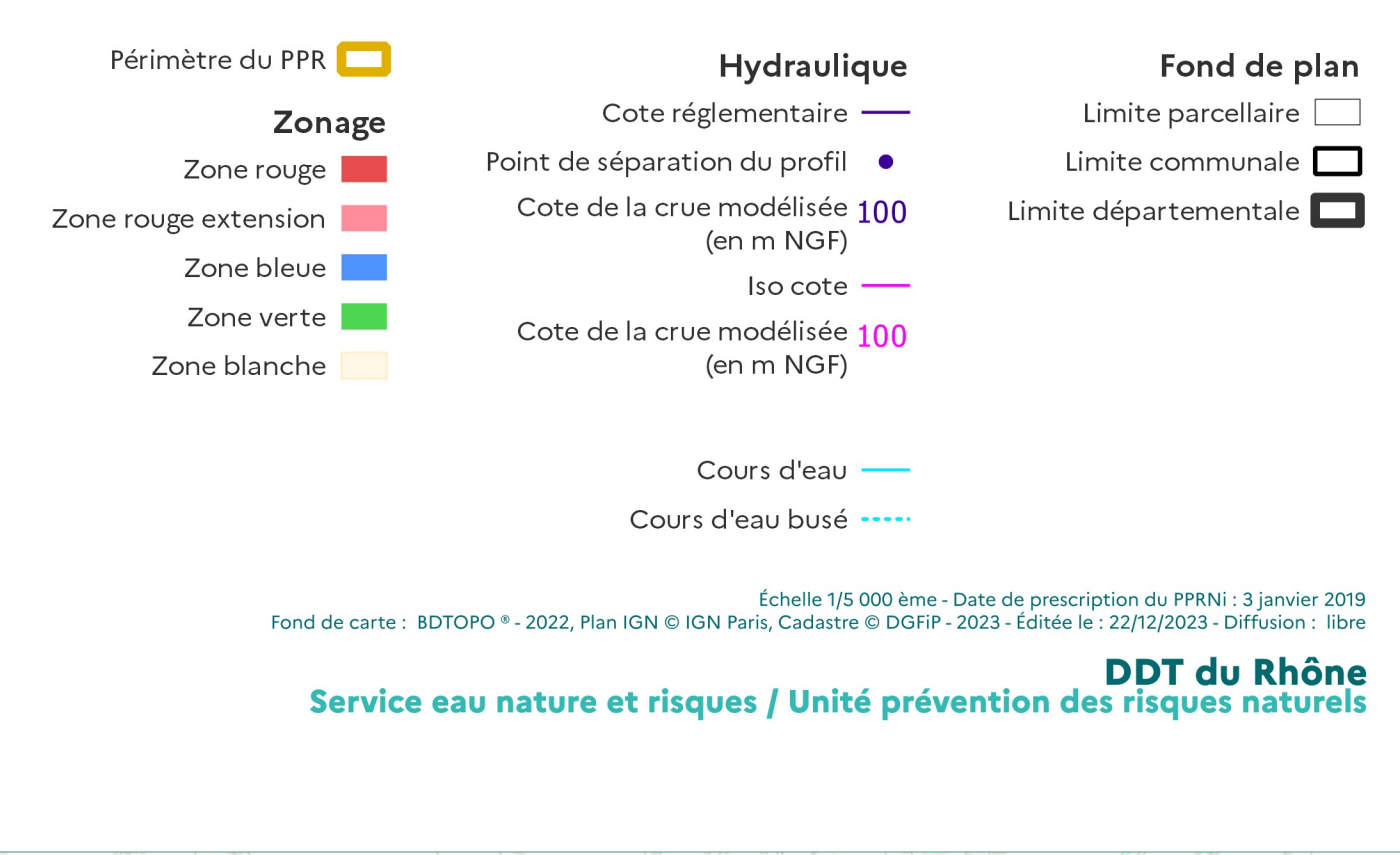 Périmètre du PPR
Zonage
Zone rouge
Zone rouge extension
Zone bleue
Zone verte
Zone blanche
Hydraulique
Cote réglementaire
Point de séparation du profil
Cote de la crue modélisée 100
(en m NGF)
Iso cote
Cote de la crue modélisée 100
(en m NGF)
Cours d'eau
Cours d'eau busé
Fond de plan
Limite parcellaire
Limite communale
Limite départementale
Échelle 1/5 000 ème - Date de prescription du PPRNi : 3 janvier 2019
Fond de carte : BDTOPO ® - 2022, Plan IGN © IGN Paris, Cadastre © DGFiP - 2023 - Éditée le : 22/12/2023 - Diffusion : libre
DDT du Rhône
Service eau nature et risques / Unité prévention des risques naturels